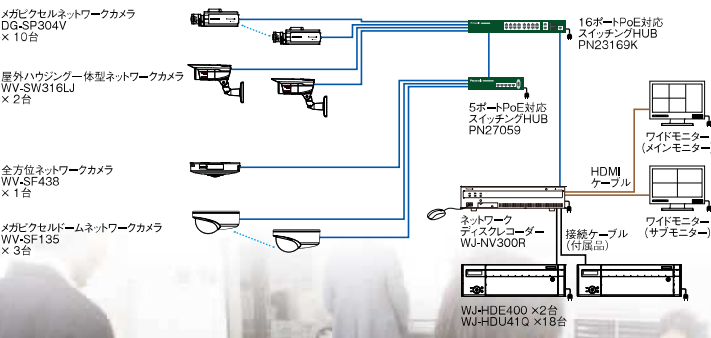 メガピクセルネットワークカメラ
DG-SP304V
× 10台
屋外ハウジング一体型ネットワークカメラ
WV-SW316LJ
× 2台
全方位ネットワークカメラ
WV-SF438
× 1台
メガピクセルドームネットワークカメラ
WV-SF135
× 3台
16ポートPoE対応
スイッチングHUB
PN23169K
5ポートPoE対応
スイッチングHUB
PN27059
ワイドモニター
(メインモニター)
HDMI
ケーブル
ワイドモニター
(サブモニター)
ネットワーク
ディスクレコーダー
WJ-NV300R
接続ケーブル
(付属品)
WJ-HDE400 ×2台
WJ-HDU41Q ×18台